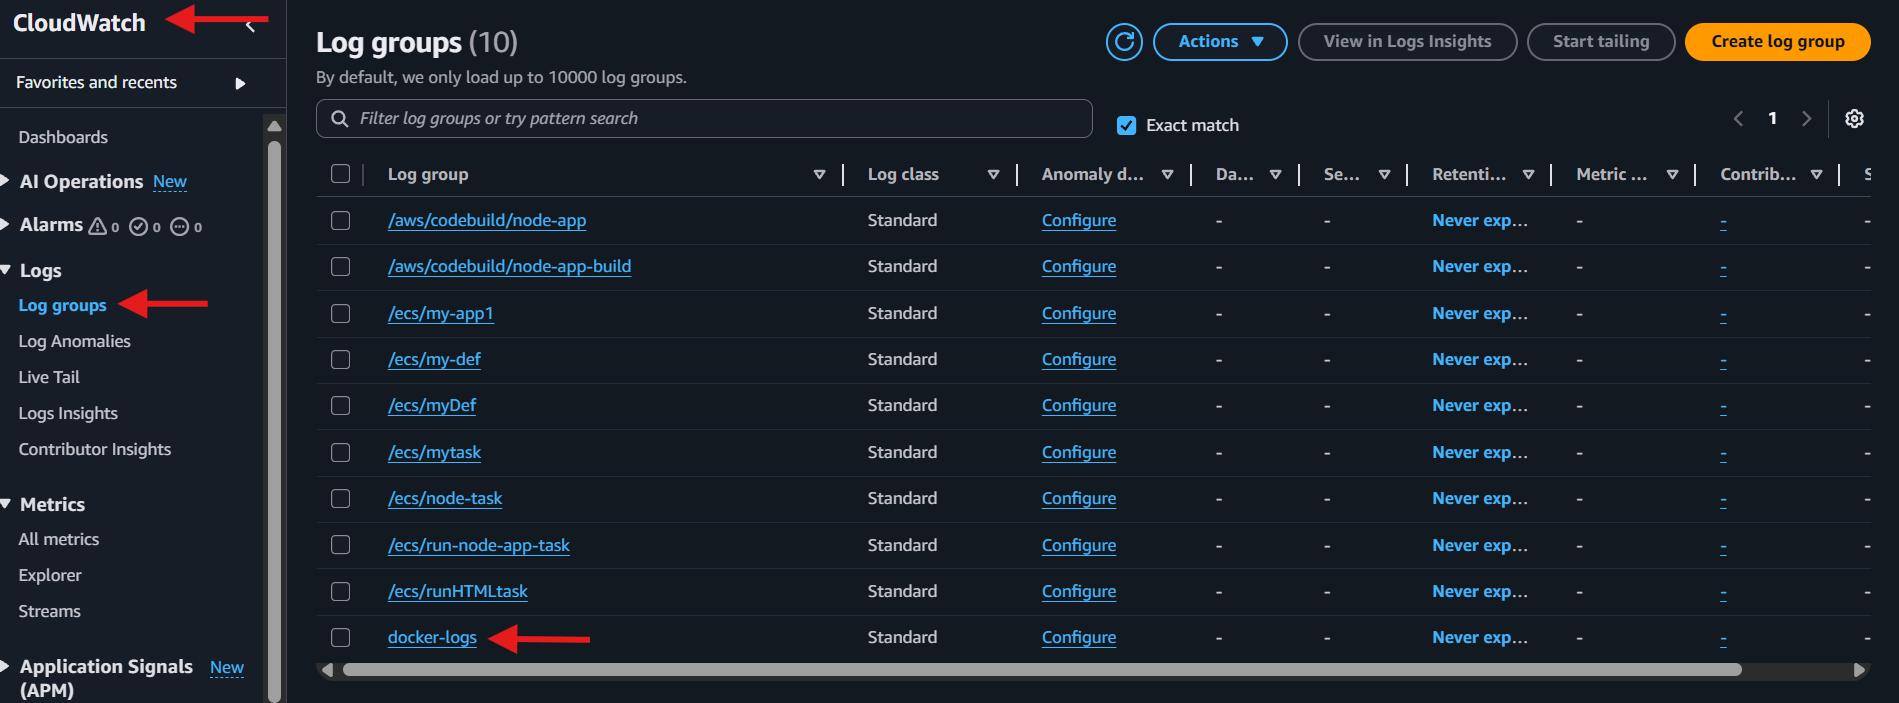 CloudWatch
Favorites and recents
Dashboards
AI Operations New
Alarms 0 0 0
Logs
Log groups
Log Anomalies
Live Tail
Logs Insights
Contributor Insights
Metrics
All metrics
Explorer
Streams
Application Signals New
(APM)
Log groups (10)
Actions
View in Logs Insights
Start tailing
Create log group
By default, we only load up to 10000 log groups.
Filter log groups or try pattern search
Exact match
1
Log group Log class Anomaly d... Da... Se... Retenti... Metric ... Contrib... S
/aws/codebuild/node-app Standard Configure - - Never exp... - - -
/aws/codebuild/node-app-build Standard Configure - - Never exp... - - -
/ecs/my-app1 Standard Configure - - Never exp... - - -
/ecs/my-def Standard Configure - - Never exp... - - -
/ecs/myDef Standard Configure - - Never exp... - - -
/ecs/mytask Standard Configure - - Never exp... - - -
/ecs/node-task Standard Configure - - Never exp... - - -
/ecs/run-node-app-task Standard Configure - - Never exp... - - -
/ecs/runHTMLtask Standard Configure - - Never exp... - - -
docker-logs Standard Configure - - Never exp... - - -